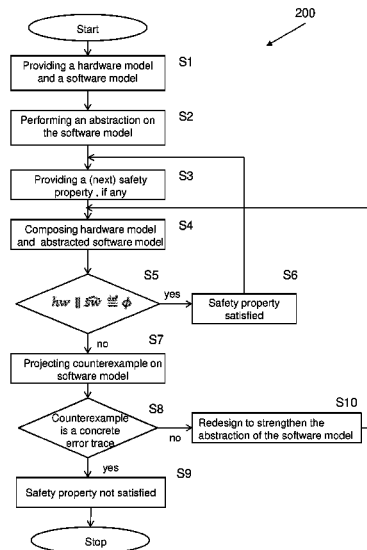 200
Start
Providing a hardware model
and a software model
S1
Performing an abstraction on
the software model
S2
Providing a (next) safety
property , if any
S3
Composing hardware model
and abstracted software model
S4
S5
yes
S6
Safety property
satisfied
no
S7
Projecting counterexample on
software model
Counterexample
is a concrete
error trace
S8
no
S10
Redesign to strengthen the
abstraction of the software model
yes
S9
Safety property not satisfied
Stop